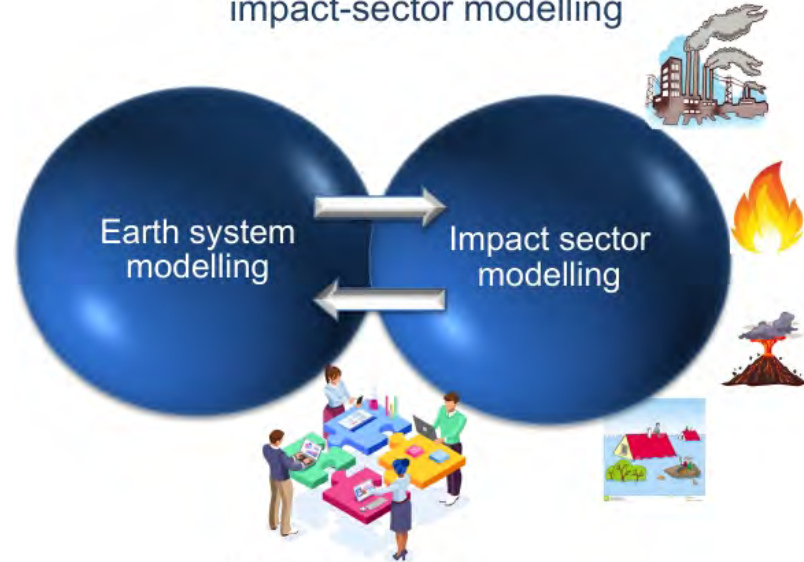 impact-sector modelling
Earth system
modelling
Impact sector
modelling